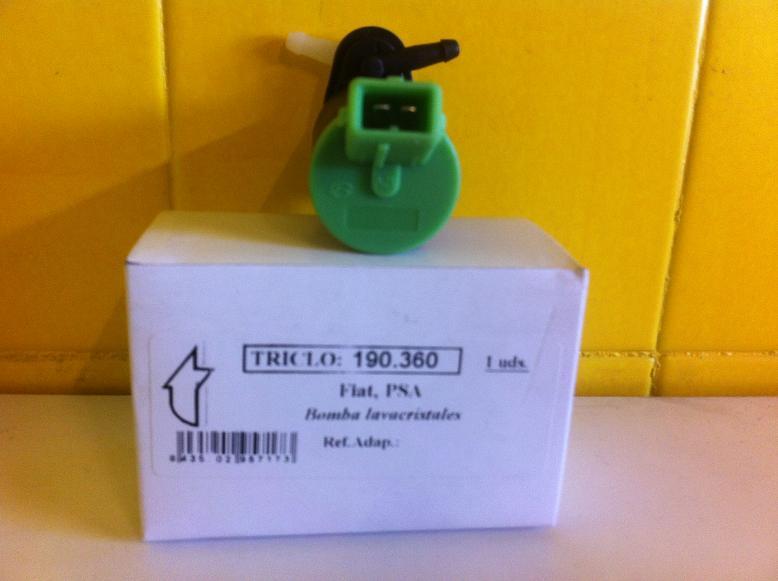 TRICLO: 190.360
1 uds.
Fiat, PSA
Bomba lavacristales
Ref.Adap.: